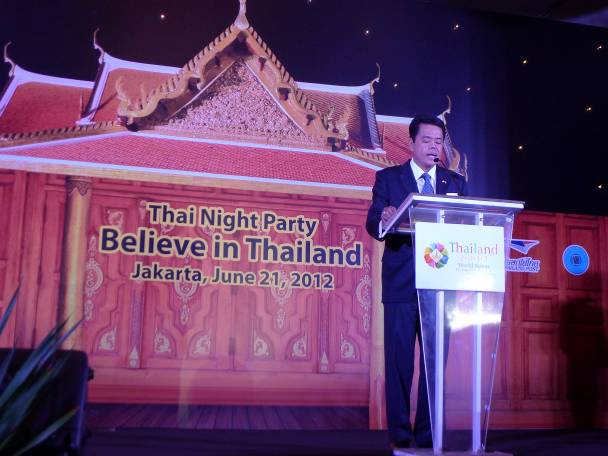 Thai Night Party
Believe in Thailand
Jakarta, June 21, 2012
Thailand